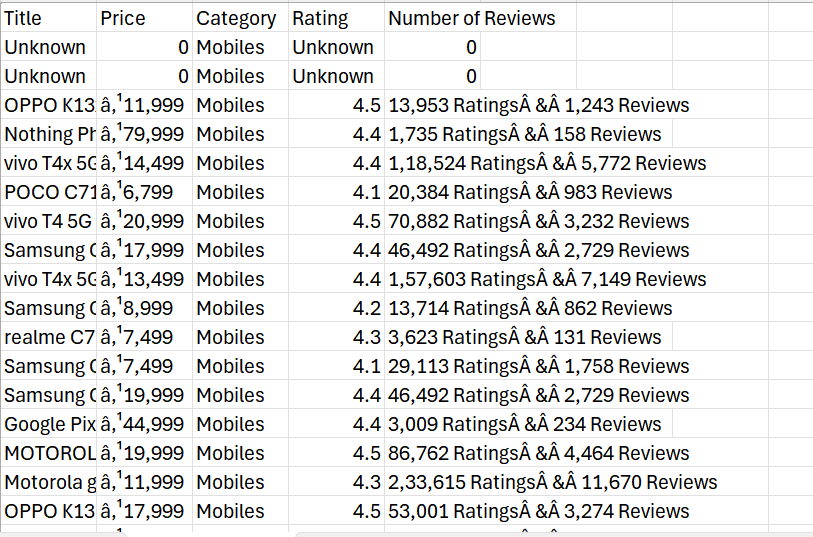 Title Price Category Rating Number of Reviews
Unknown 0 Mobiles Unknown 0
Unknown 0 Mobiles Unknown 0
OPPO K13 â‚¹11,999 Mobiles 4.5 13,953 RatingsÂ &Â 1,243 Reviews
Nothing Ph â‚¹79,999 Mobiles 4.4 1,735 RatingsÂ &Â 158 Reviews
vivo T4x 5G â‚¹14,499 Mobiles 4.4 1,18,524 RatingsÂ &Â 5,772 Reviews
POCO C71 â‚¹6,799 Mobiles 4.1 20,384 RatingsÂ &Â 983 Reviews
vivo T4 5G â‚¹20,999 Mobiles 4.5 70,882 RatingsÂ &Â 3,232 Reviews
Samsung â‚¹17,999 Mobiles 4.4 46,492 RatingsÂ &Â 2,729 Reviews
vivo T4x 5G â‚¹13,499 Mobiles 4.4 1,57,603 RatingsÂ &Â 7,149 Reviews
Samsung â‚¹8,999 Mobiles 4.2 13,714 RatingsÂ &Â 862 Reviews
realme C7 â‚¹7,499 Mobiles 4.3 3,623 RatingsÂ &Â 131 Reviews
Samsung â‚¹7,499 Mobiles 4.1 29,113 RatingsÂ &Â 1,758 Reviews
Samsung â‚¹19,999 Mobiles 4.4 46,492 RatingsÂ &Â 2,729 Reviews
Google Pix â‚¹44,999 Mobiles 4.4 3,009 RatingsÂ &Â 234 Reviews
MOTOROL â‚¹19,999 Mobiles 4.5 86,762 RatingsÂ &Â 4,464 Reviews
Motorola g â‚¹11,999 Mobiles 4.3 2,33,615 RatingsÂ &Â 11,670 Reviews
OPPO K13 â‚¹17,999 Mobiles 4.5 53,001 RatingsÂ &Â 3,274 Reviews